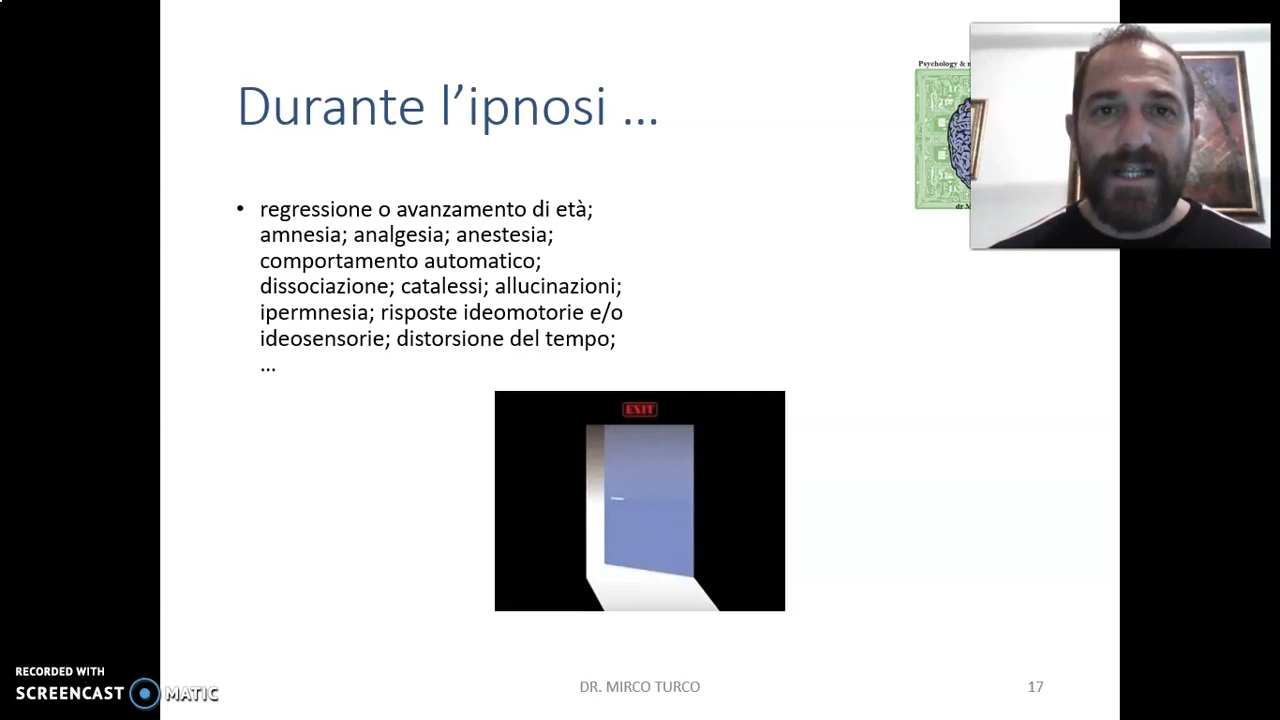 Psychology &
Durante l’ipnosi ...
• regressione o avanzamento di età;
amnesia; analgesia; anestesia;
comportamento automatico;
dissociazione; catalessi; allucinazioni;
ipermnesia; risposte ideomotorie e/o
ideosensorie; distorsione del tempo;
...
EXIT
RECORDED WITH
SCREENCAST MATIC
DR. MIRCO TURCO
17